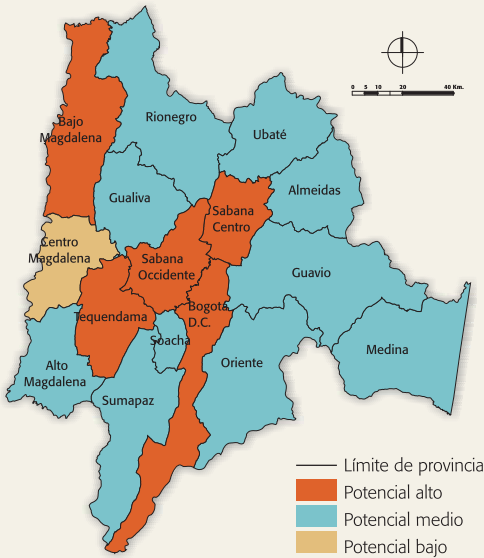 0 5 10 20 40 Km.
Bajo
Magdalena
Rionegro
Ubaté
Gualiva
Almeidas
Sabana
Centro
Centro
Magdalena
Sabana
Occidente
Guavio
Bogotá
D.C.
Tequendama
Soacha
Alto
Magdalena
Oriente
Medina
Sumapaz
Límite de provincia
Potencial alto
Potencial medio
Potencial bajo